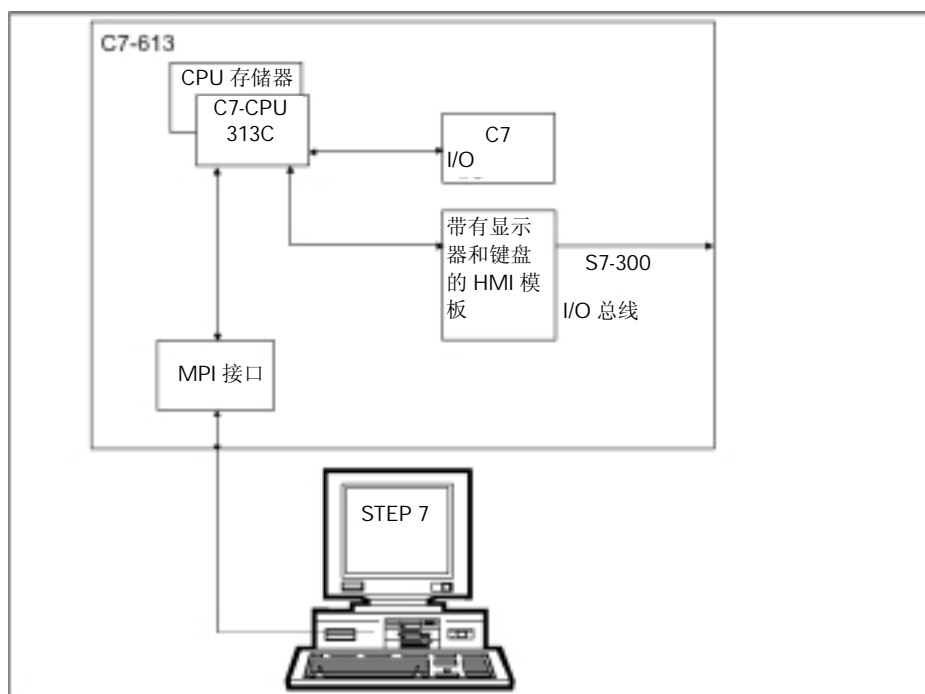 C7-613
CPU 存储器
C7-CPU
313C
C7
I/O
带有显示
器和键盘
的 HMI 模
板
S7-300
I/O 总线
MPI 接口
STEP 7